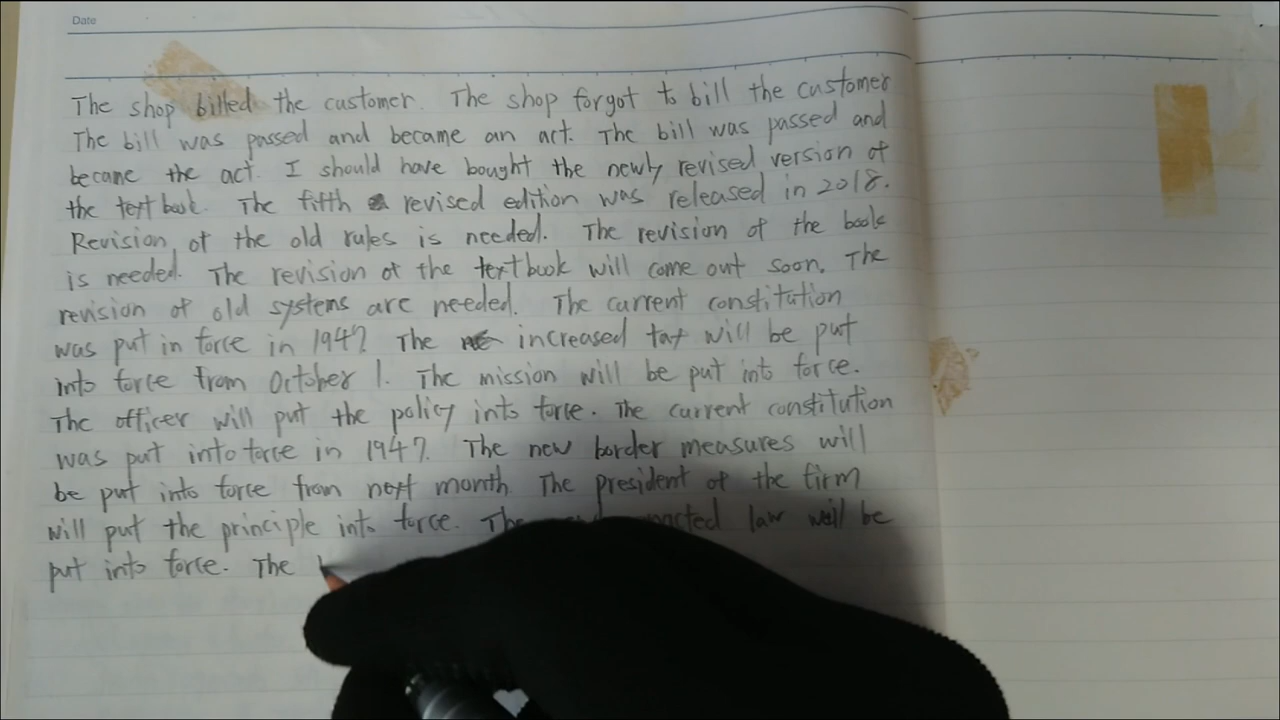 Date
The shop billed the customer. The shop forgot to bill the customer
The bill was passed and became an act. The bill was passed and
became the act. I should have bought the newly revised version of
the textbook. The fifth revised edition was released in 2018.
Revision of the old rules is needed. The revision of the book
is needed. The revision of the textbook will come out soon. The
revision of old systems are needed. The current constitution
was put in force in 1947. The increased tax will be put
into force from October 1. The mission will be put into force.
The officer will put the policy into force. The current constitution
was put into force in 1947. The new border measures will
be put into force from next month. The president of the firm
will put the principle into force. The law will be
put into force. The